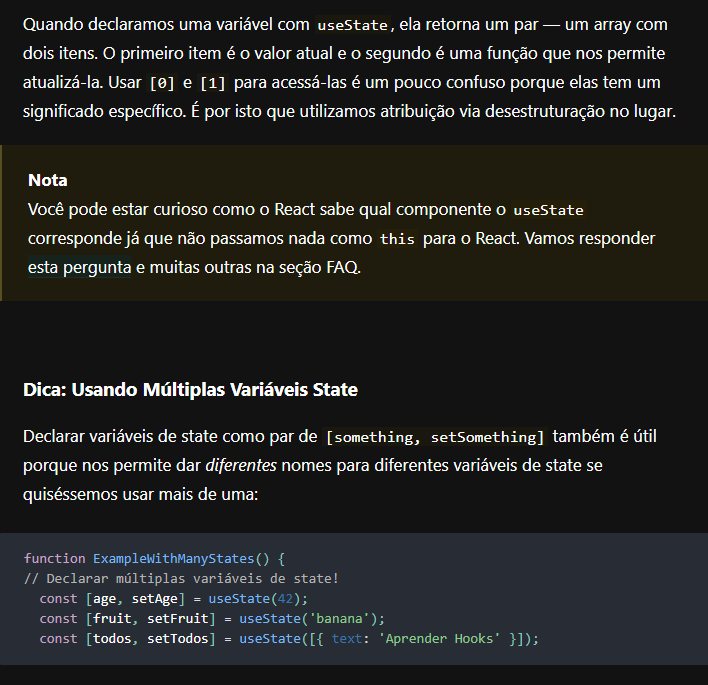 Quando declaramos uma variável com useState, ela retorna um par — um array com
dois itens. O primeiro item é o valor atual e o segundo é uma função que nos permite
atualizá-la. Usar [0] e [1] para acessá-las é um pouco confuso porque elas tem um
significado específico. É por isto que utilizamos atribuição via desestruturação no lugar.
Nota
Você pode estar curioso como o React sabe qual componente o useState
corresponde já que não passamos nada como this para o React. Vamos responder
esta pergunta e muitas outras na seção FAQ.
Dica: Usando Múltiplas Variáveis State
Declarar variáveis de state como par de [something, setSomething] também é útil
porque nos permite dar diferentes nomes para diferentes variáveis de state se
quiséssemos usar mais de uma:
function ExampleWithManyStates() {
// Declarar múltiplas variáveis de state!
  const [age, setAge] = useState(42);
  const [fruit, setFruit] = useState('banana');
  const [todos, setTodos] = useState([{ text: 'Aprender Hooks' }]);